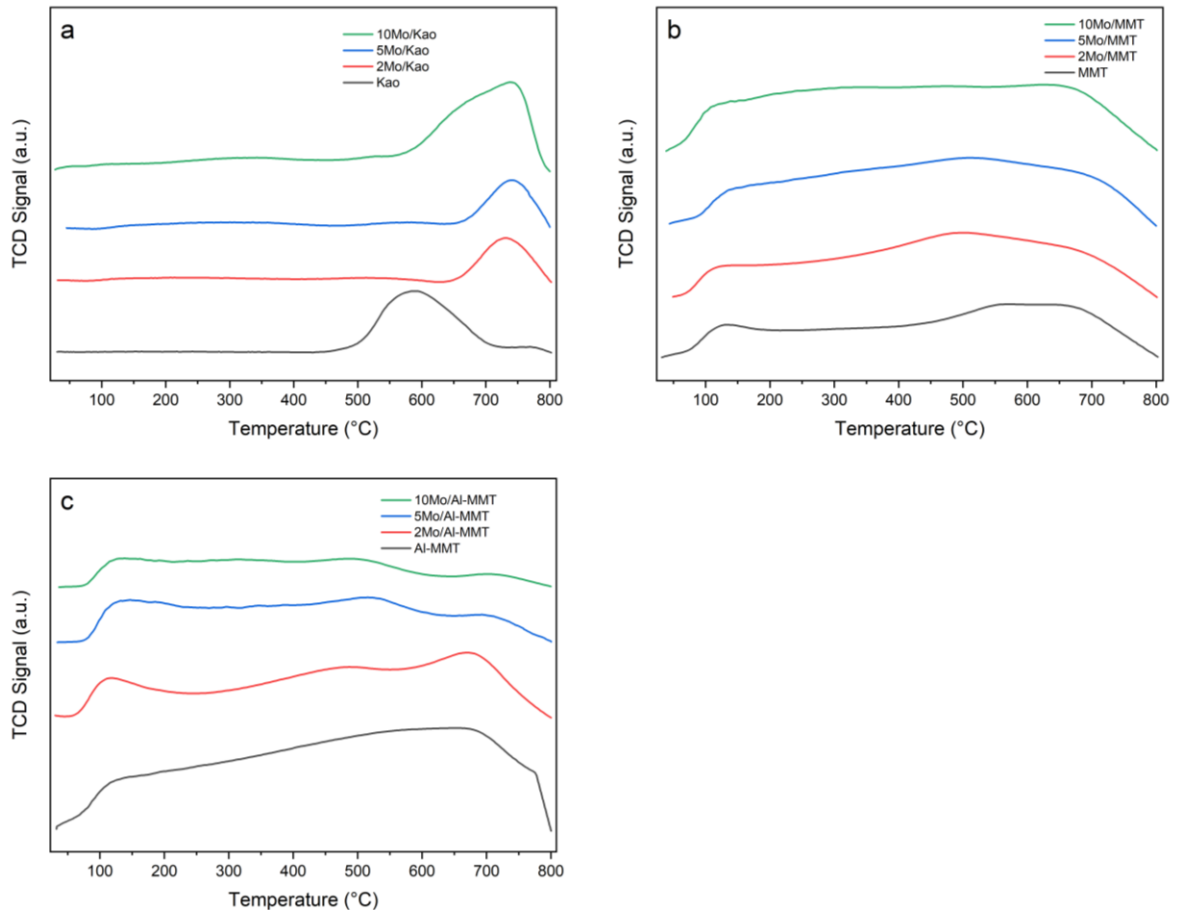 a
10Mo/Kao
5Mo/Kao
2Mo/Kao
Kao
TCD Signal (a.u.)
100 200 300 400 500 600 700 800
Temperature (°C)
b
10Mo/MMT
5Mo/MMT
2Mo/MMT
MMT
TCD Signal (a.u.)
100 200 300 400 500 600 700 800
Temperature (°C)
c
10Mo/Al-MMT
5Mo/Al-MMT
2Mo/Al-MMT
Al-MMT
TCD Signal (a.u.)
100 200 300 400 500 600 700 800
Temperature (°C)